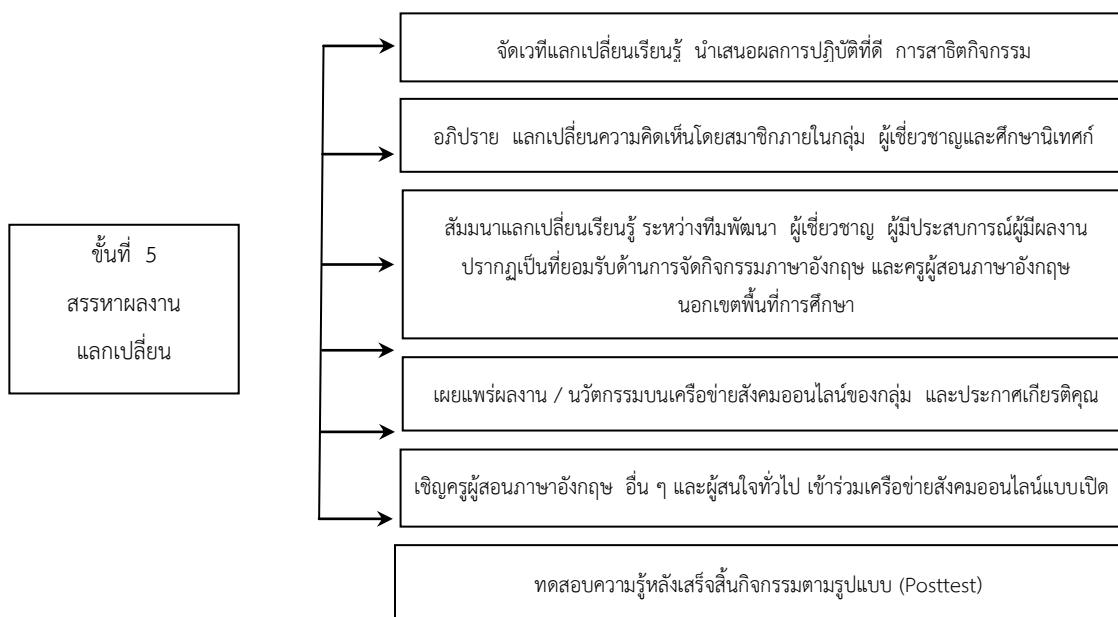 ขั้นที่ 5
สรรหาผลงาน
แลกเปลี่ยน
จัดเวทีแลกเปลี่ยนเรียนรู้ นำเสนอผลการปฏิบัติที่ดี การสาธิตกิจกรรม
อภิปราย แลกเปลี่ยนความคิดเห็นโดยสมาชิกภายในกลุ่ม ผู้เชี่ยวชาญและศึกษานิเทศก์
สัมมนาแลกเปลี่ยนเรียนรู้ ระหว่างทีมพัฒนา ผู้เชี่ยวชาญ ผู้มีประสบการณ์ผู้มีผลงาน
ปรากฏเป็นที่ยอมรับด้านการจัดกิจกรรมภาษาอังกฤษ และครูผู้สอนภาษาอังกฤษ
นอกเขตพื้นที่การศึกษา
เผยแพร่ผลงาน / นวัตกรรมบนเครือข่ายสังคมออนไลน์ของกลุ่ม และประกาศเกียรติคุณ
เชิญครูผู้สอนภาษาอังกฤษ อื่น ๆ และผู้สนใจทั่วไป เข้าร่วมเครือข่ายสังคมออนไลน์แบบเปิด
ทดสอบความรู้หลังเสร็จสิ้นกิจกรรมตามรูปแบบ (Posttest)